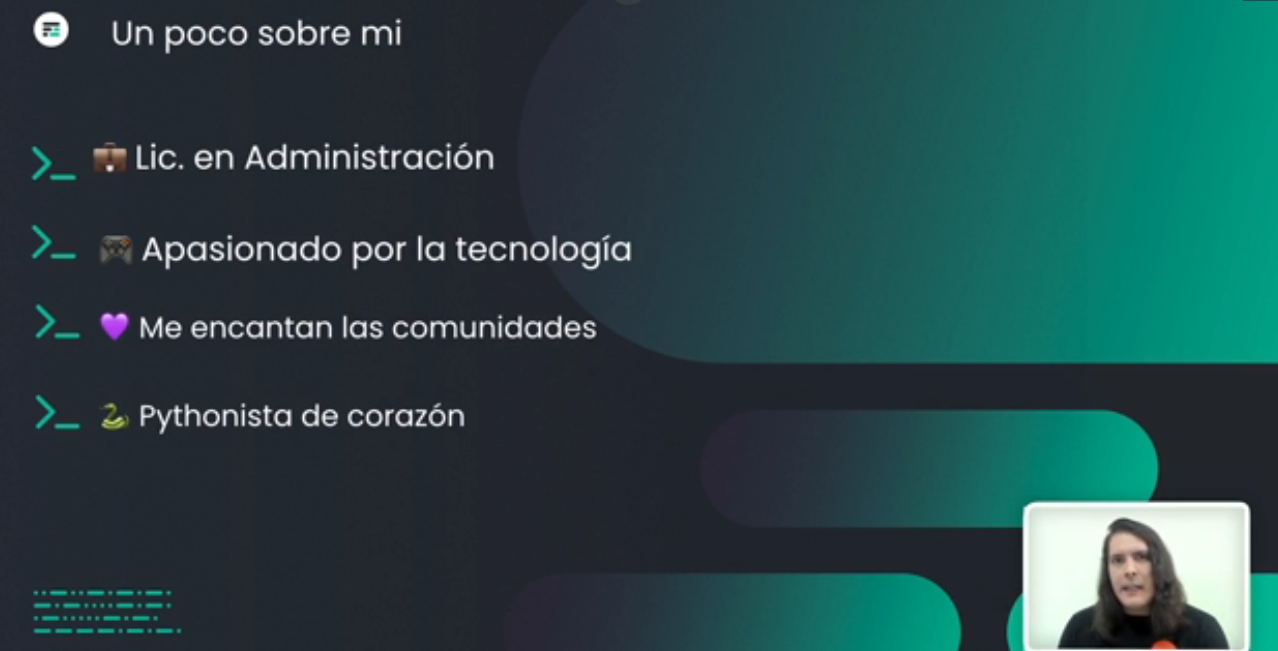 Un poco sobre mi
Lic. en Administración
Apasionado por la tecnología
Me encantan las comunidades
Pythonista de corazón